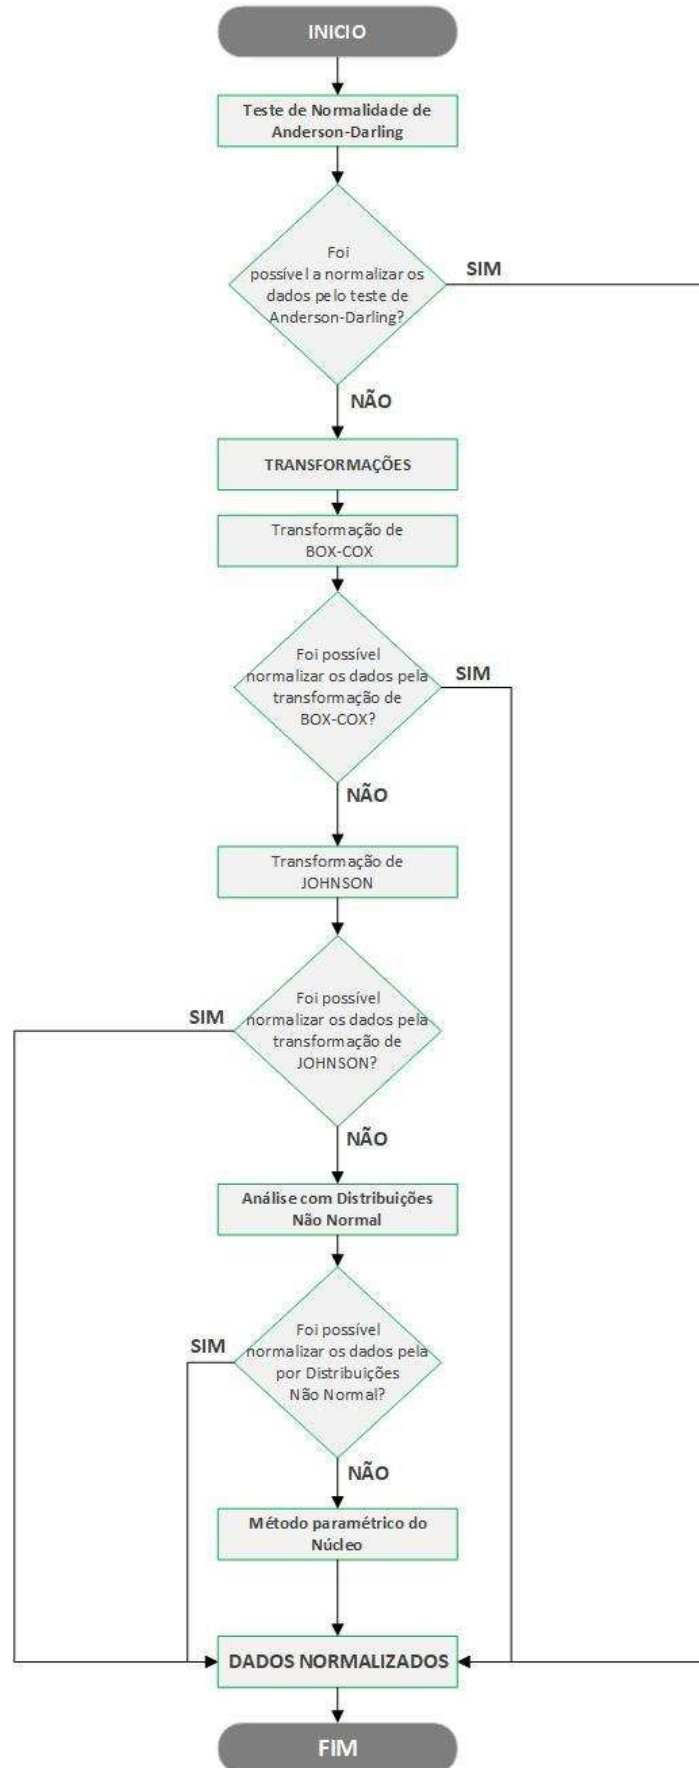 INICIO
Teste de Normalidade de
Anderson-Darling
Foi
possível a normalizar os
dados pelo teste de
Anderson-Darling?
SIM
NÃO
TRANSFORMAÇÕES
Transformação de
BOX-COX
Foi possível
normalizar os dados pela
transformação de
BOX-COX?
SIM
NÃO
Transformação de
JOHNSON
Foi possível
normalizar os dados pela
transformação de
JOHNSON?
SIM
NÃO
Análise com Distribuições
Não Normal
Foi possível
normalizar os dados pela
por Distribuições
Não Normal?
SIM
NÃO
Método paramétrico do
Núcleo
DADOS NORMALIZADOS
FIM